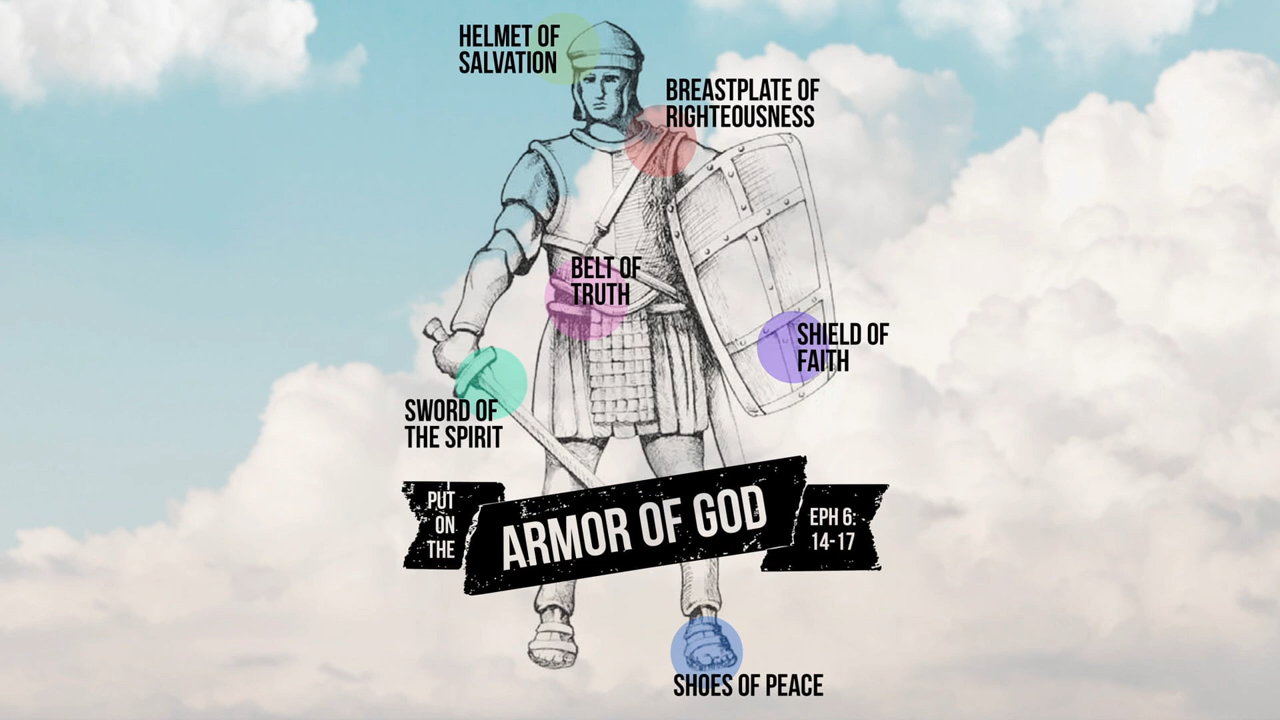 HELMET OF
SALVATION
BREASTPLATE OF
RIGHTEOUSNESS
BELT OF
TRUTH
SHIELD OF
FAITH
SWORD OF
THE SPIRIT
PUT
ON
THE
ARMOR OF GOD
EPH 6:
14-17
SHOES OF PEACE